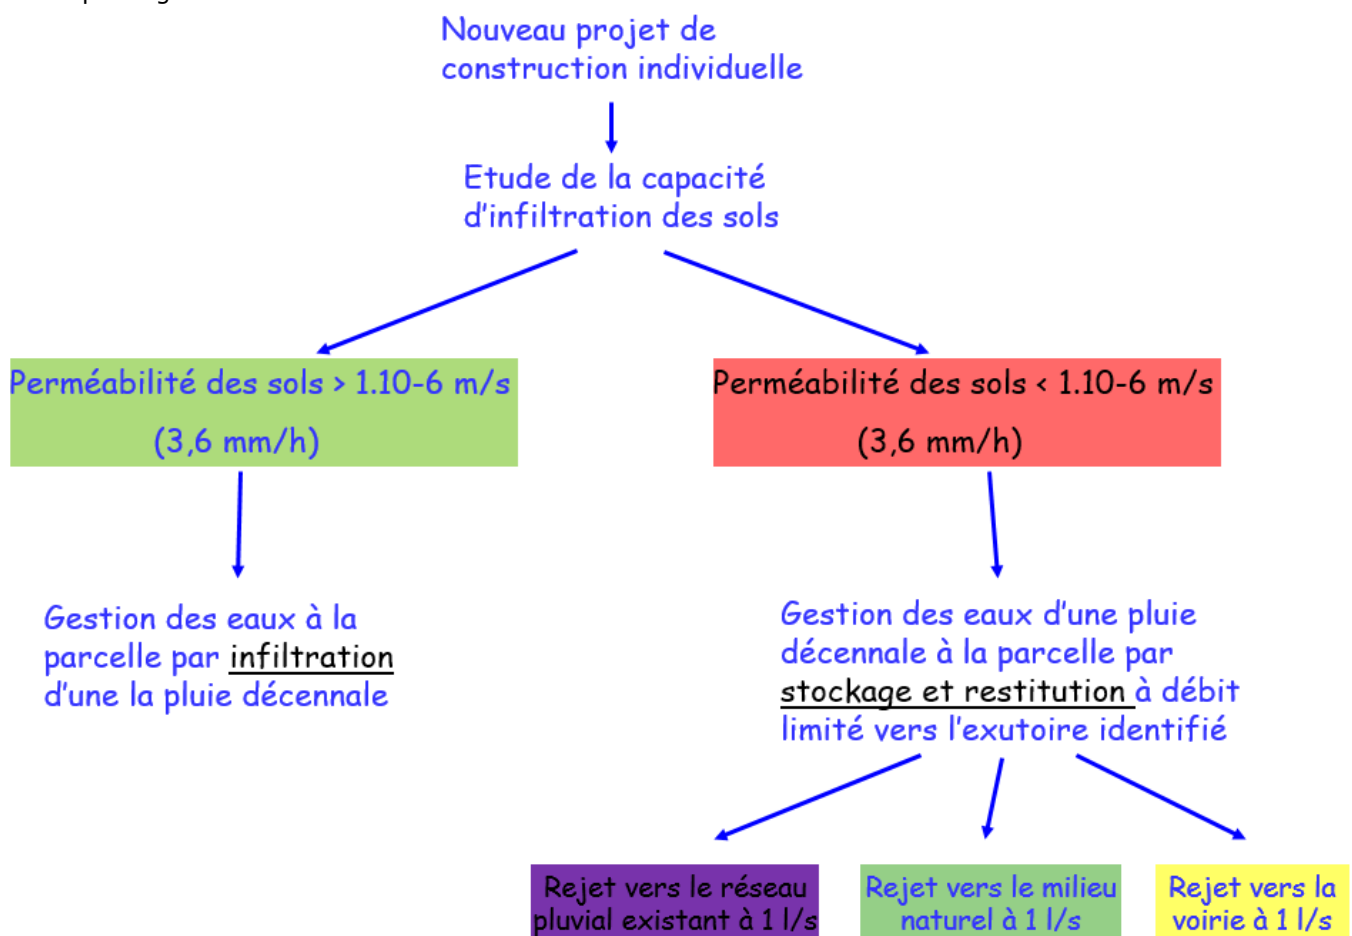 Nouveau projet de
construction individuelle
Etude de la capacité
d'infiltration des sols
Perméabilité des sols > 1.10-6 m/s
(3,6 mm/h)
Perméabilité des sols < 1.10-6 m/s
(3,6 mm/h)
Gestion des eaux à la
parcelle par infiltration
d'une la pluie décennale
Gestion des eaux d'une pluie
décennale à la parcelle par
stockage et restitution à débit
limité vers l'exutoire identifié
Rejet vers le réseau
pluvial existant à 1 l/s
Rejet vers le milieu
naturel à 1 l/s
Rejet vers la
voirie à 1 l/s